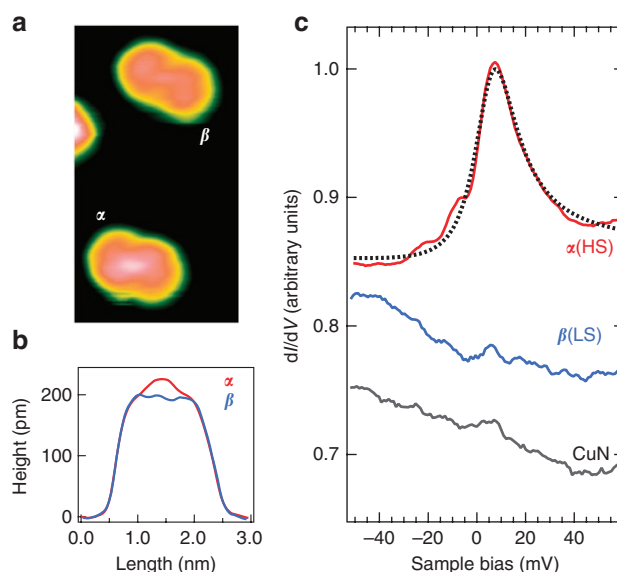 a
β
α
b
α
β
200
100
0
Height (pm)
0.0
1.0
2.0
3.0
Length (nm)
c
1.0
0.9
0.8
0.7
dI/dV (arbitrary units)
α(HS)
β(LS)
CuN
−40
−20
0
20
40
Sample bias (mV)